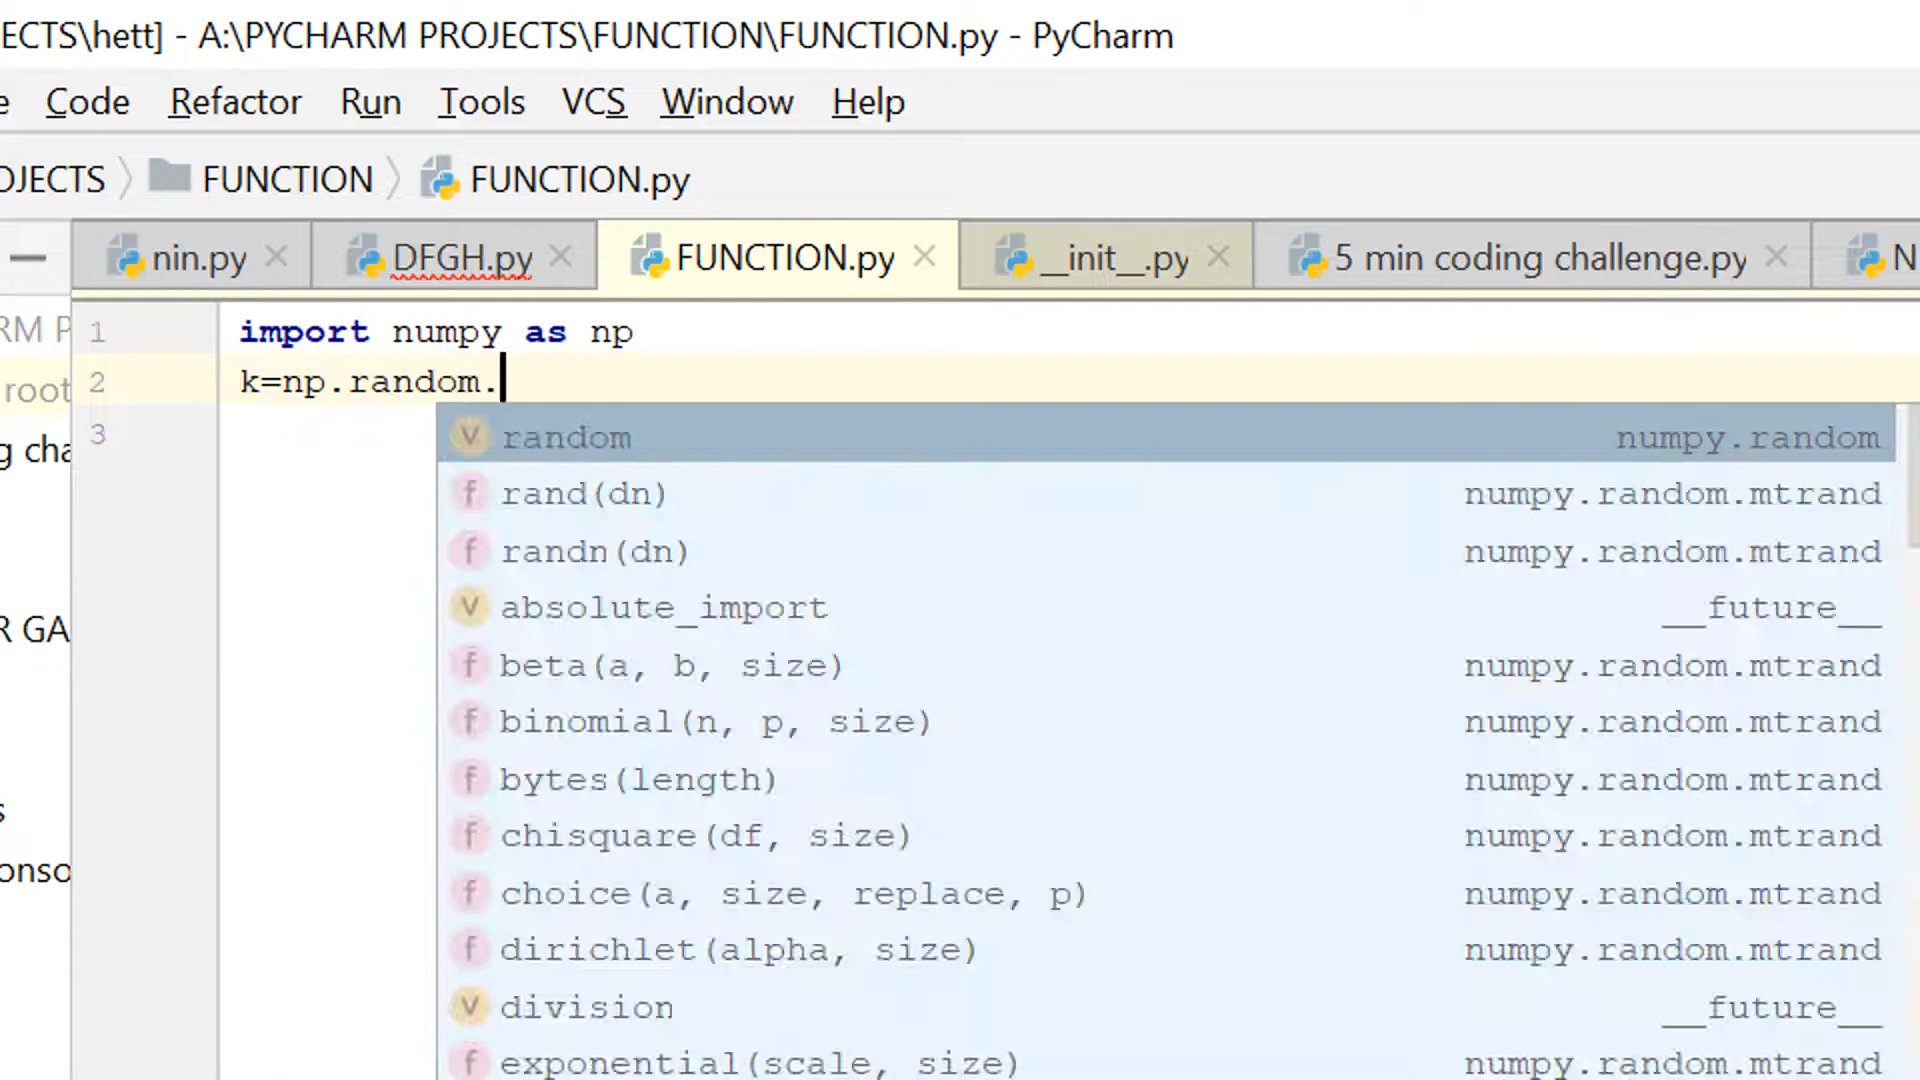 ECTS\hett] - A:\PYCHARM PROJECTS\FUNCTION\FUNCTION.py - PyCharm
e Code Refactor Run Tools VCS Window Help
OJECTS FUNCTION FUNCTION.py
nin.py DFGH.py FUNCTION.py __init__.py 5 min coding challenge.py N
RM P
root
g cha
R GA
s
onso
1 import numpy as np
2 k=np.random.
3
V random numpy.random
f rand(dn) numpy.random.mtrand
f randn(dn) numpy.random.mtrand
V absolute_import __future__
f beta(a, b, size) numpy.random.mtrand
f binomial(n, p, size) numpy.random.mtrand
f bytes(length) numpy.random.mtrand
f chisquare(df, size) numpy.random.mtrand
f choice(a, size, replace, p) numpy.random.mtrand
f dirichlet(alpha, size) numpy.random.mtrand
V division __future__
f exponential(scale, size) numpy.random.mtrand